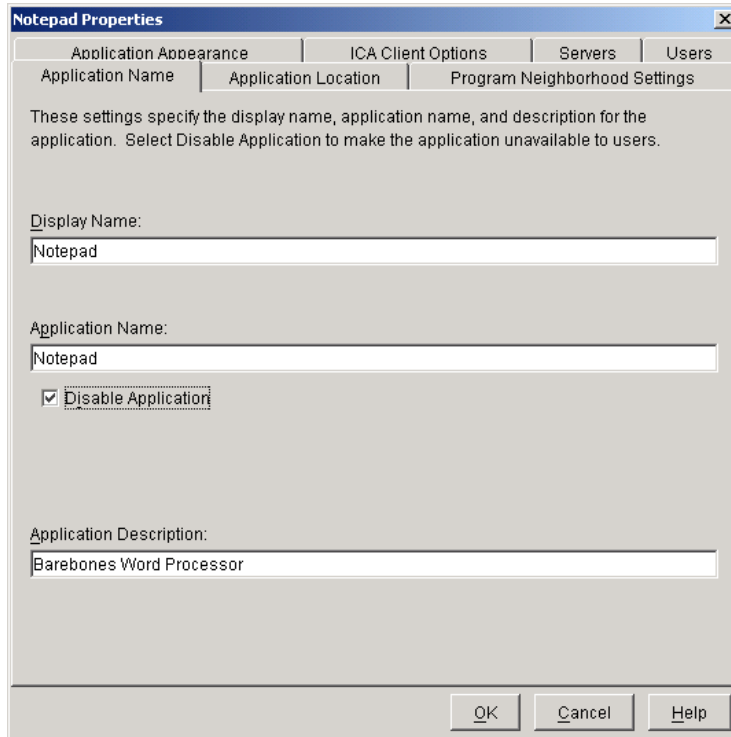 Notepad Properties
Application Appearance ICA Client Options Servers Users
Application Name Application Location Program Neighborhood Settings
These settings specify the display name, application name, and description for the
application. Select Disable Application to make the application unavailable to users.
Display Name:
Notepad
Application Name:
Notepad
Disable Application
Application Description:
Barebones Word Processor
OK Cancel Help